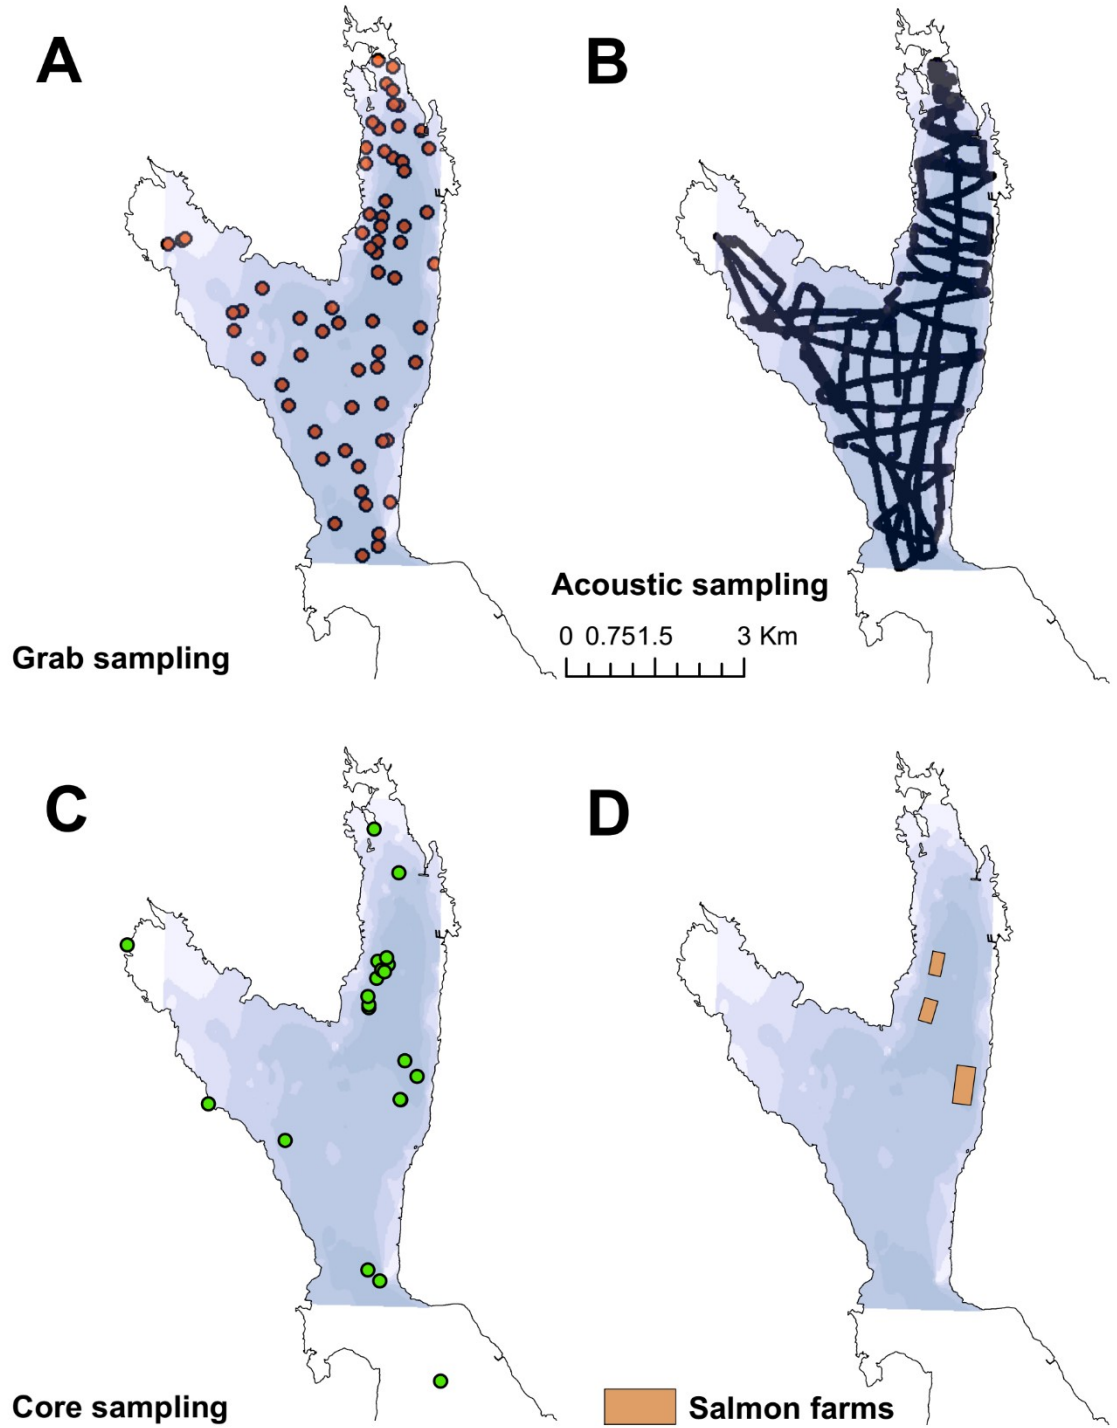 A
B
Acoustic sampling
0 0.751.5 3 Km
Grab sampling
C
D
Core sampling
Salmon farms